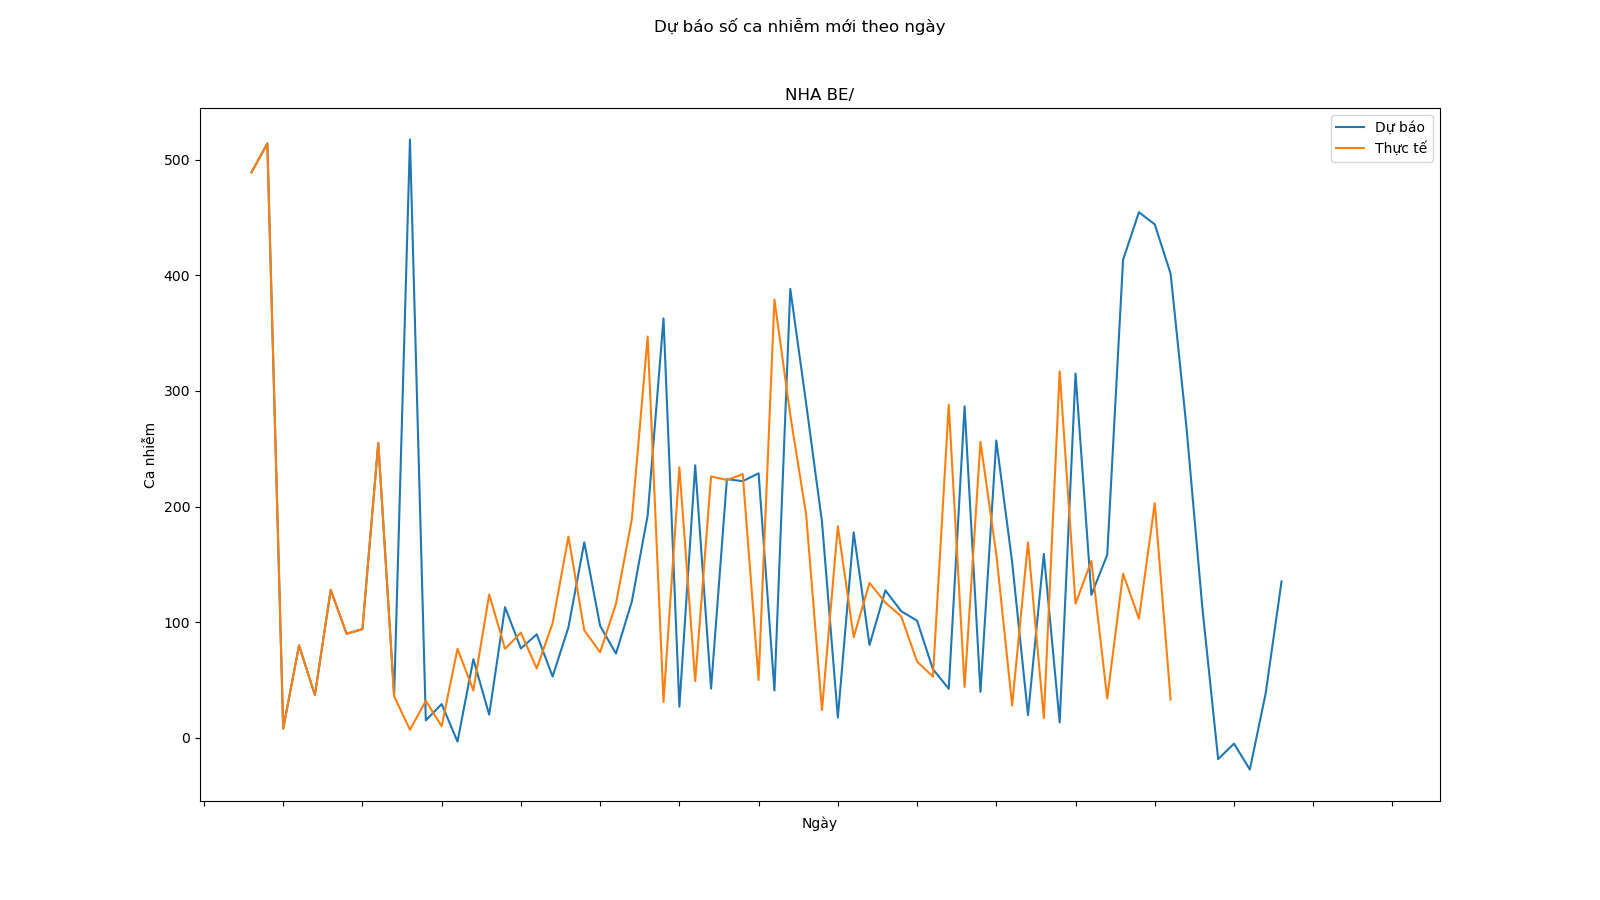 Dự báo số ca nhiễm mới theo ngày
NHA BE/
Dự báo
Thực tế
500
400
300
200
100
0
Ca nhiễm
Ngày